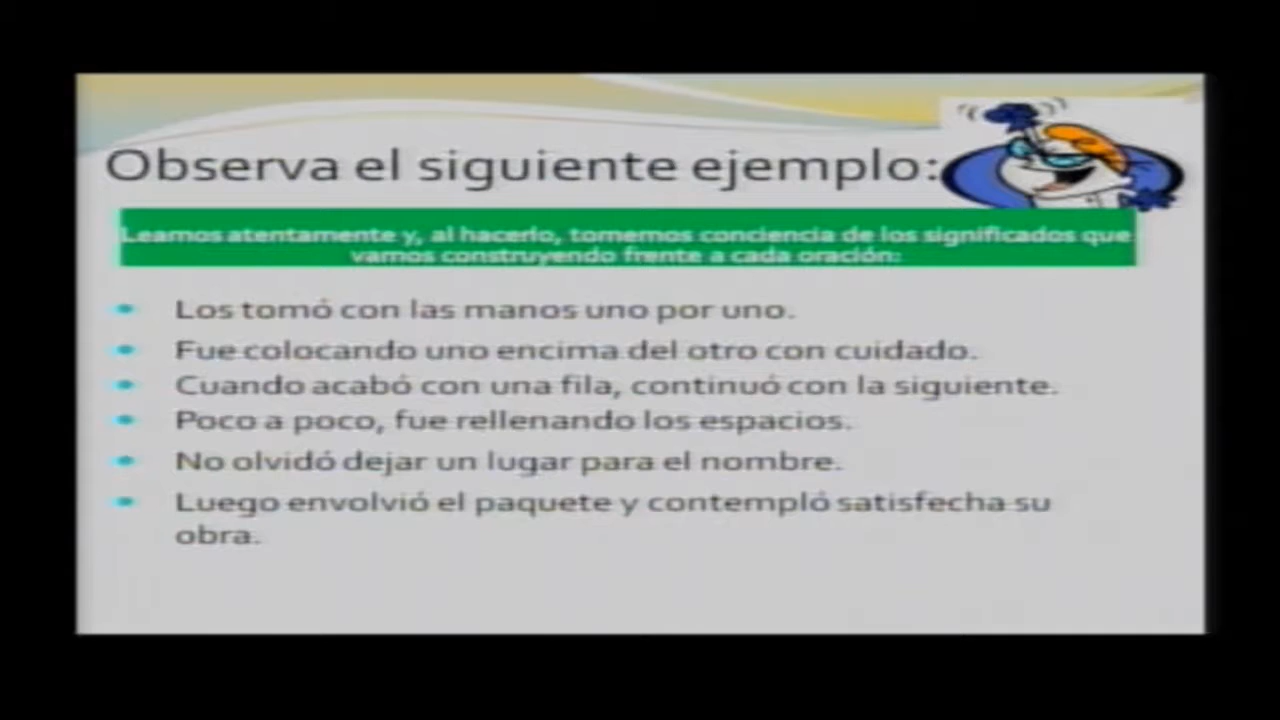 Observa el siguiente ejemplo:
Leamos atentamente y, al hacerlo, tomemos conciencia de los significados que
vamos construyendo frente a cada oración:
Los tomó con las manos uno por uno.
Fue colocando uno encima del otro con cuidado.
Cuando acabó con una fila, continuó con la siguiente.
Poco a poco, fue rellenando los espacios.
No olvidó dejar un lugar para el nombre.
Luego envolvió el paquete y contempló satisfecha su
obra.